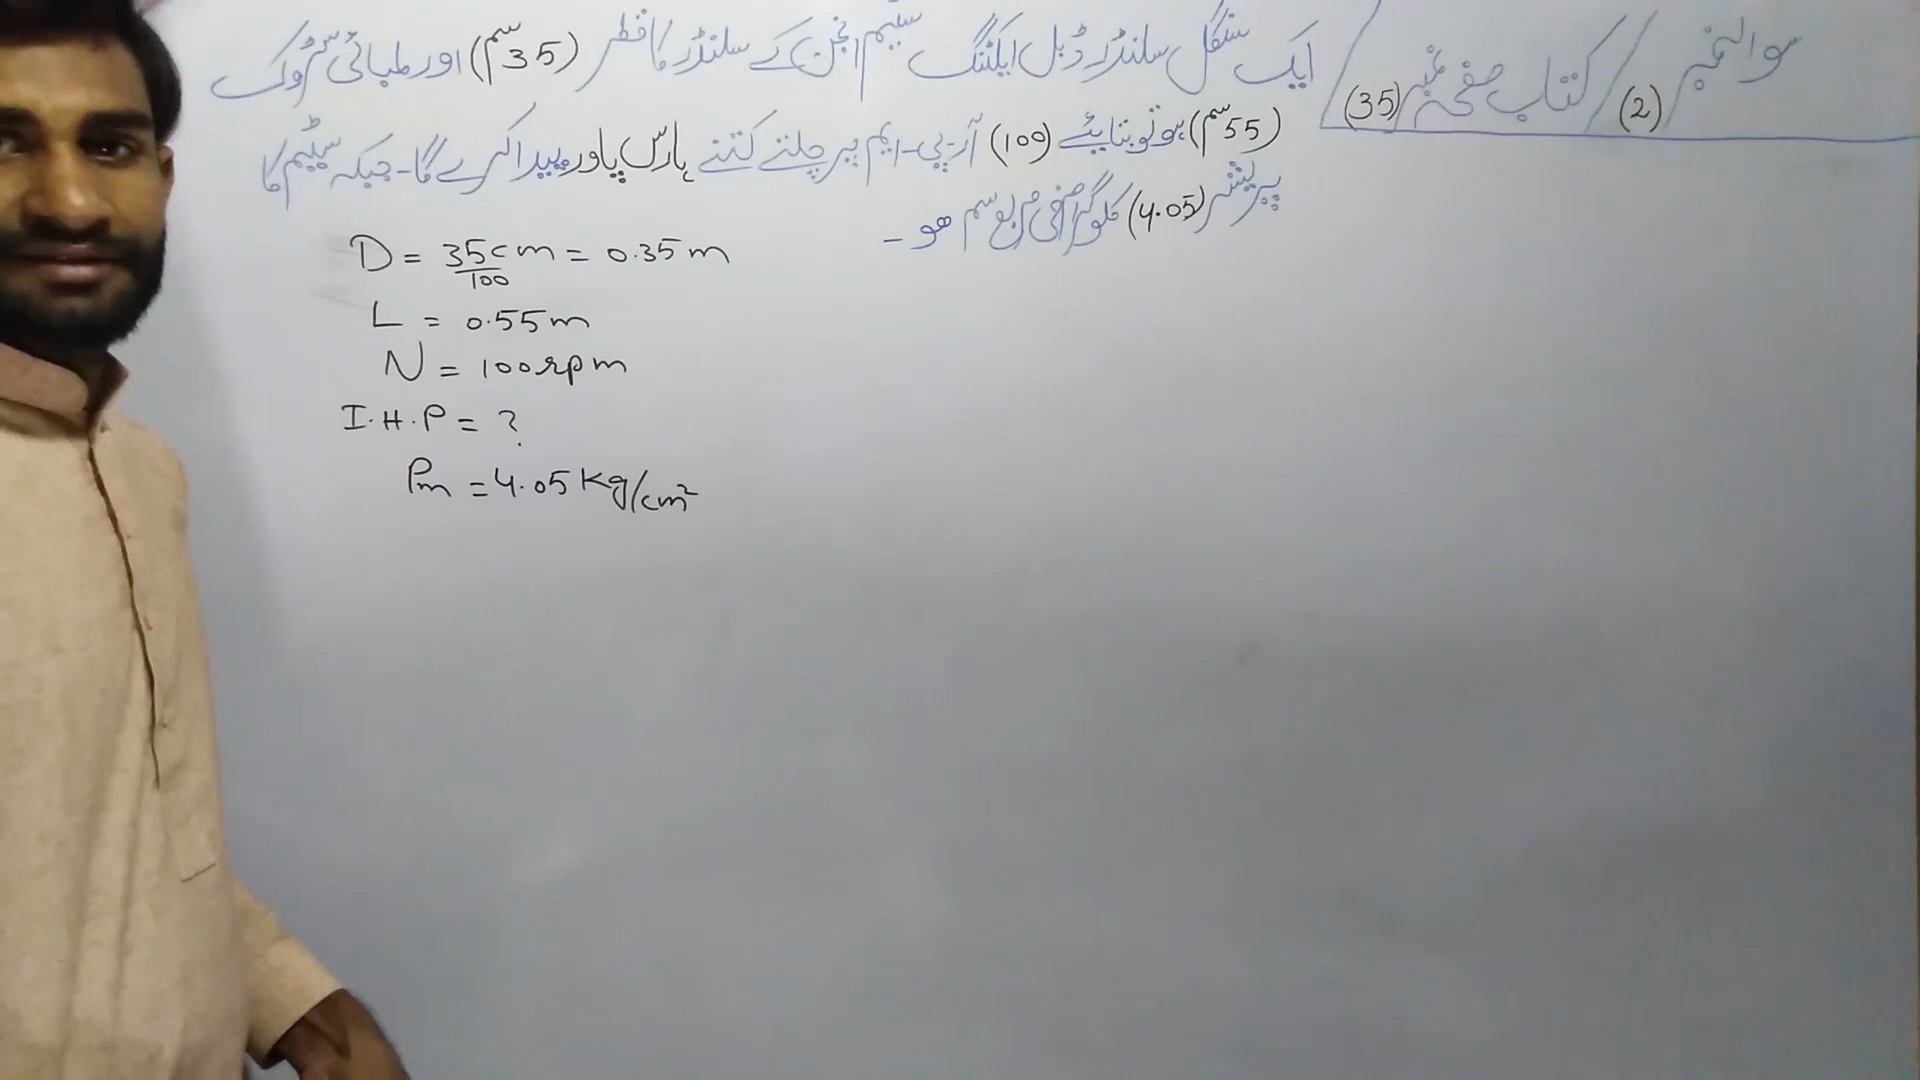 سوال نمبر (2) / کتاب صفحہ نمبر (35) /
ایک سنگل سلنڈر ڈبل ایکٹنگ سٹیم انجن کے سلنڈر کا قطر (35 سم) اور لمبائی سٹروک
(55 سم) ہو تو بتایئے (100) آر-پی-ایم پر چلتے کتنے ہارس پاور پیدا کرے گا- جبکہ سٹیم کا
پریشر (4.05) کلوگرام فی مربع سم ہو-
D = 35cm/100 = 0.35m
L = 0.55m
N = 100rpm
I.H.P = ?
Pm = 4.05 Kg/cm²